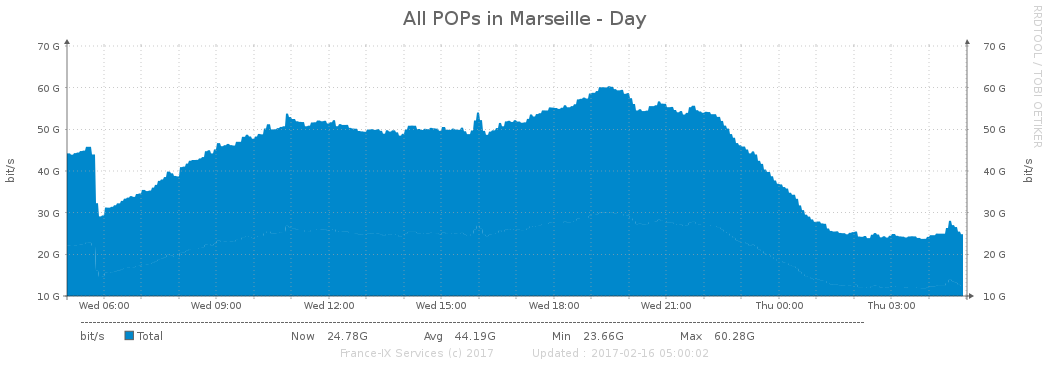 All POPs in Marseille - Day
RRDTOOL / TOBI OETIKER
70 G 70 G
60 G 60 G
50 G 50 G
40 G 40 G
30 G 30 G
20 G 20 G
10 G 10 G
bit/s bit/s
Wed 06:00 Wed 09:00 Wed 12:00 Wed 15:00 Wed 18:00 Wed 21:00 Thu 00:00 Thu 03:00
bit/s Total Now 24.78G Avg 44.19G Min 23.66G Max 60.28G
France-IX Services (c) 2017 Updated : 2017-02-16 05:00:02